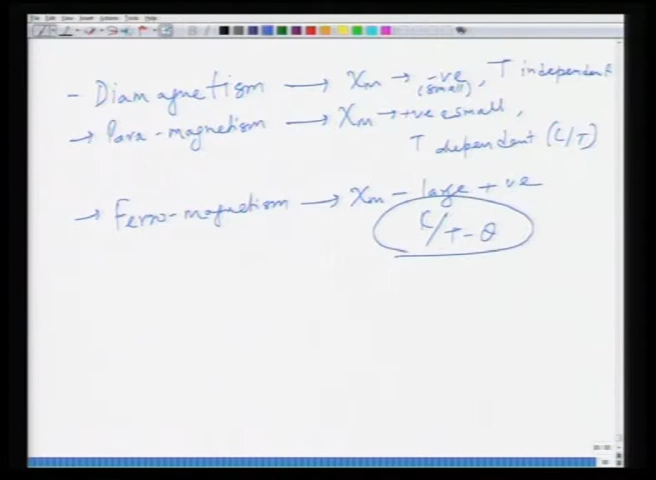 - Diamagnetism → χm → -ve (small), T independent
→ Para-magnetism → χm → +ve & small,
T dependent (C/T)
→ Ferro-magnetism → χm - large +ve
C/T-θ